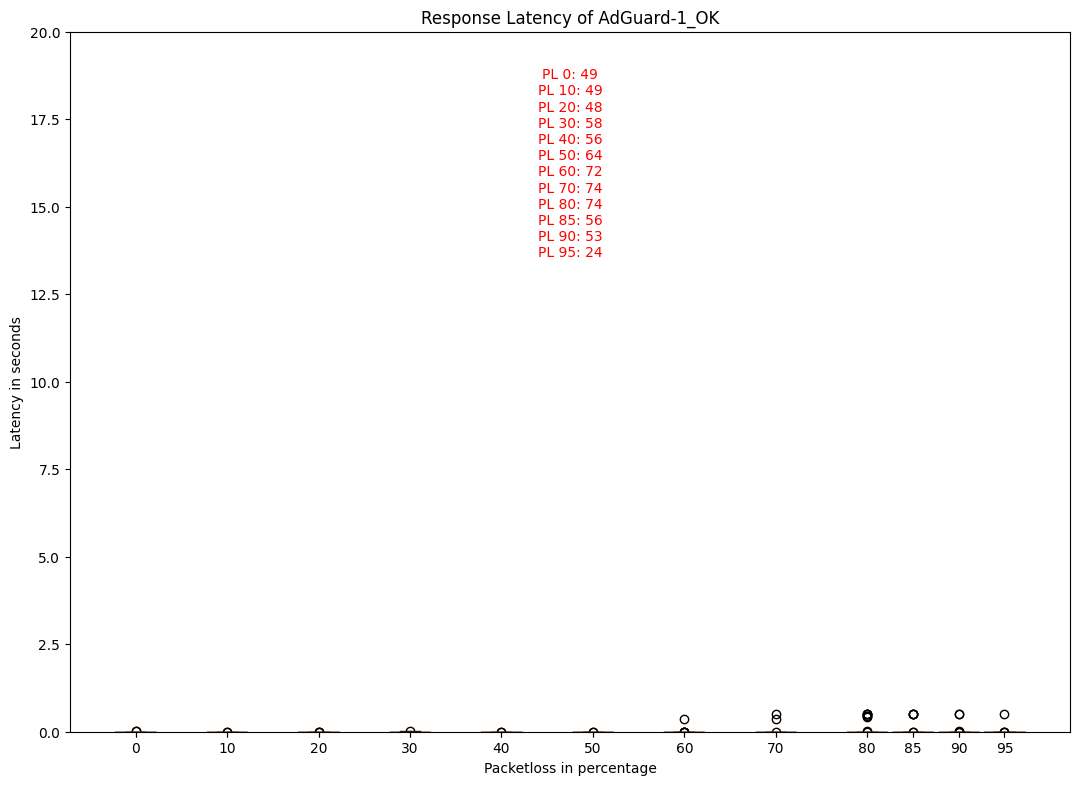 Response Latency of AdGuard-1_OK
20.0
17.5
15.0
12.5
10.0
7.5
5.0
2.5
0.0
Latency in seconds
PL 0: 49
PL 10: 49
PL 20: 48
PL 30: 58
PL 40: 56
PL 50: 64
PL 60: 72
PL 70: 74
PL 80: 74
PL 85: 56
PL 90: 53
PL 95: 24
0 10 20 30 40 50 60 70 80 85 90 95
Packetloss in percentage